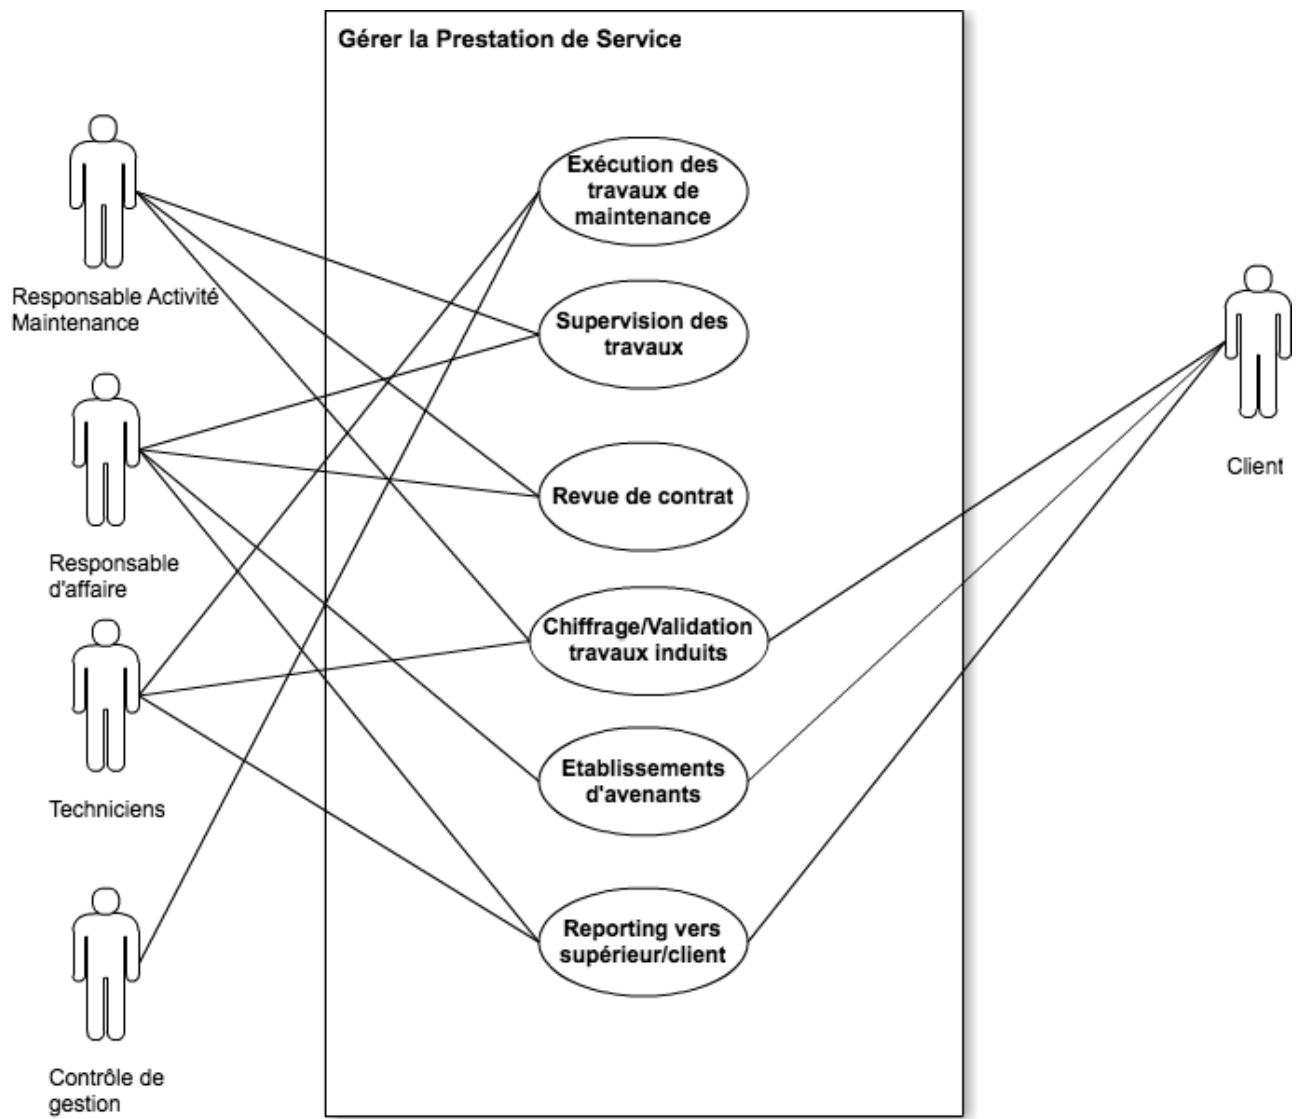 Gérer la Prestation de Service
Exécution des
travaux de
maintenance
Responsable Activité
Maintenance
Supervision des
travaux
Client
Revue de contrat
Responsable
d'affaire
Chiffrage/Validation
travaux induits
Techniciens
Etablissements
d'avenants
Reporting vers
supérieur/client
Contrôle de
gestion